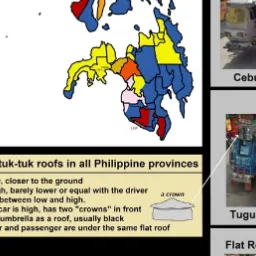 Cebu
tuk-tuk roofs in all Philippine provinces
, closer to the ground
gh, barely lower or equal with the driver
between low and high.
car is high, has two "crowns" in front
umbrella as a roof, usually black
r and passenger are under the same flat roof
a crown
Tugu
Flat Ro